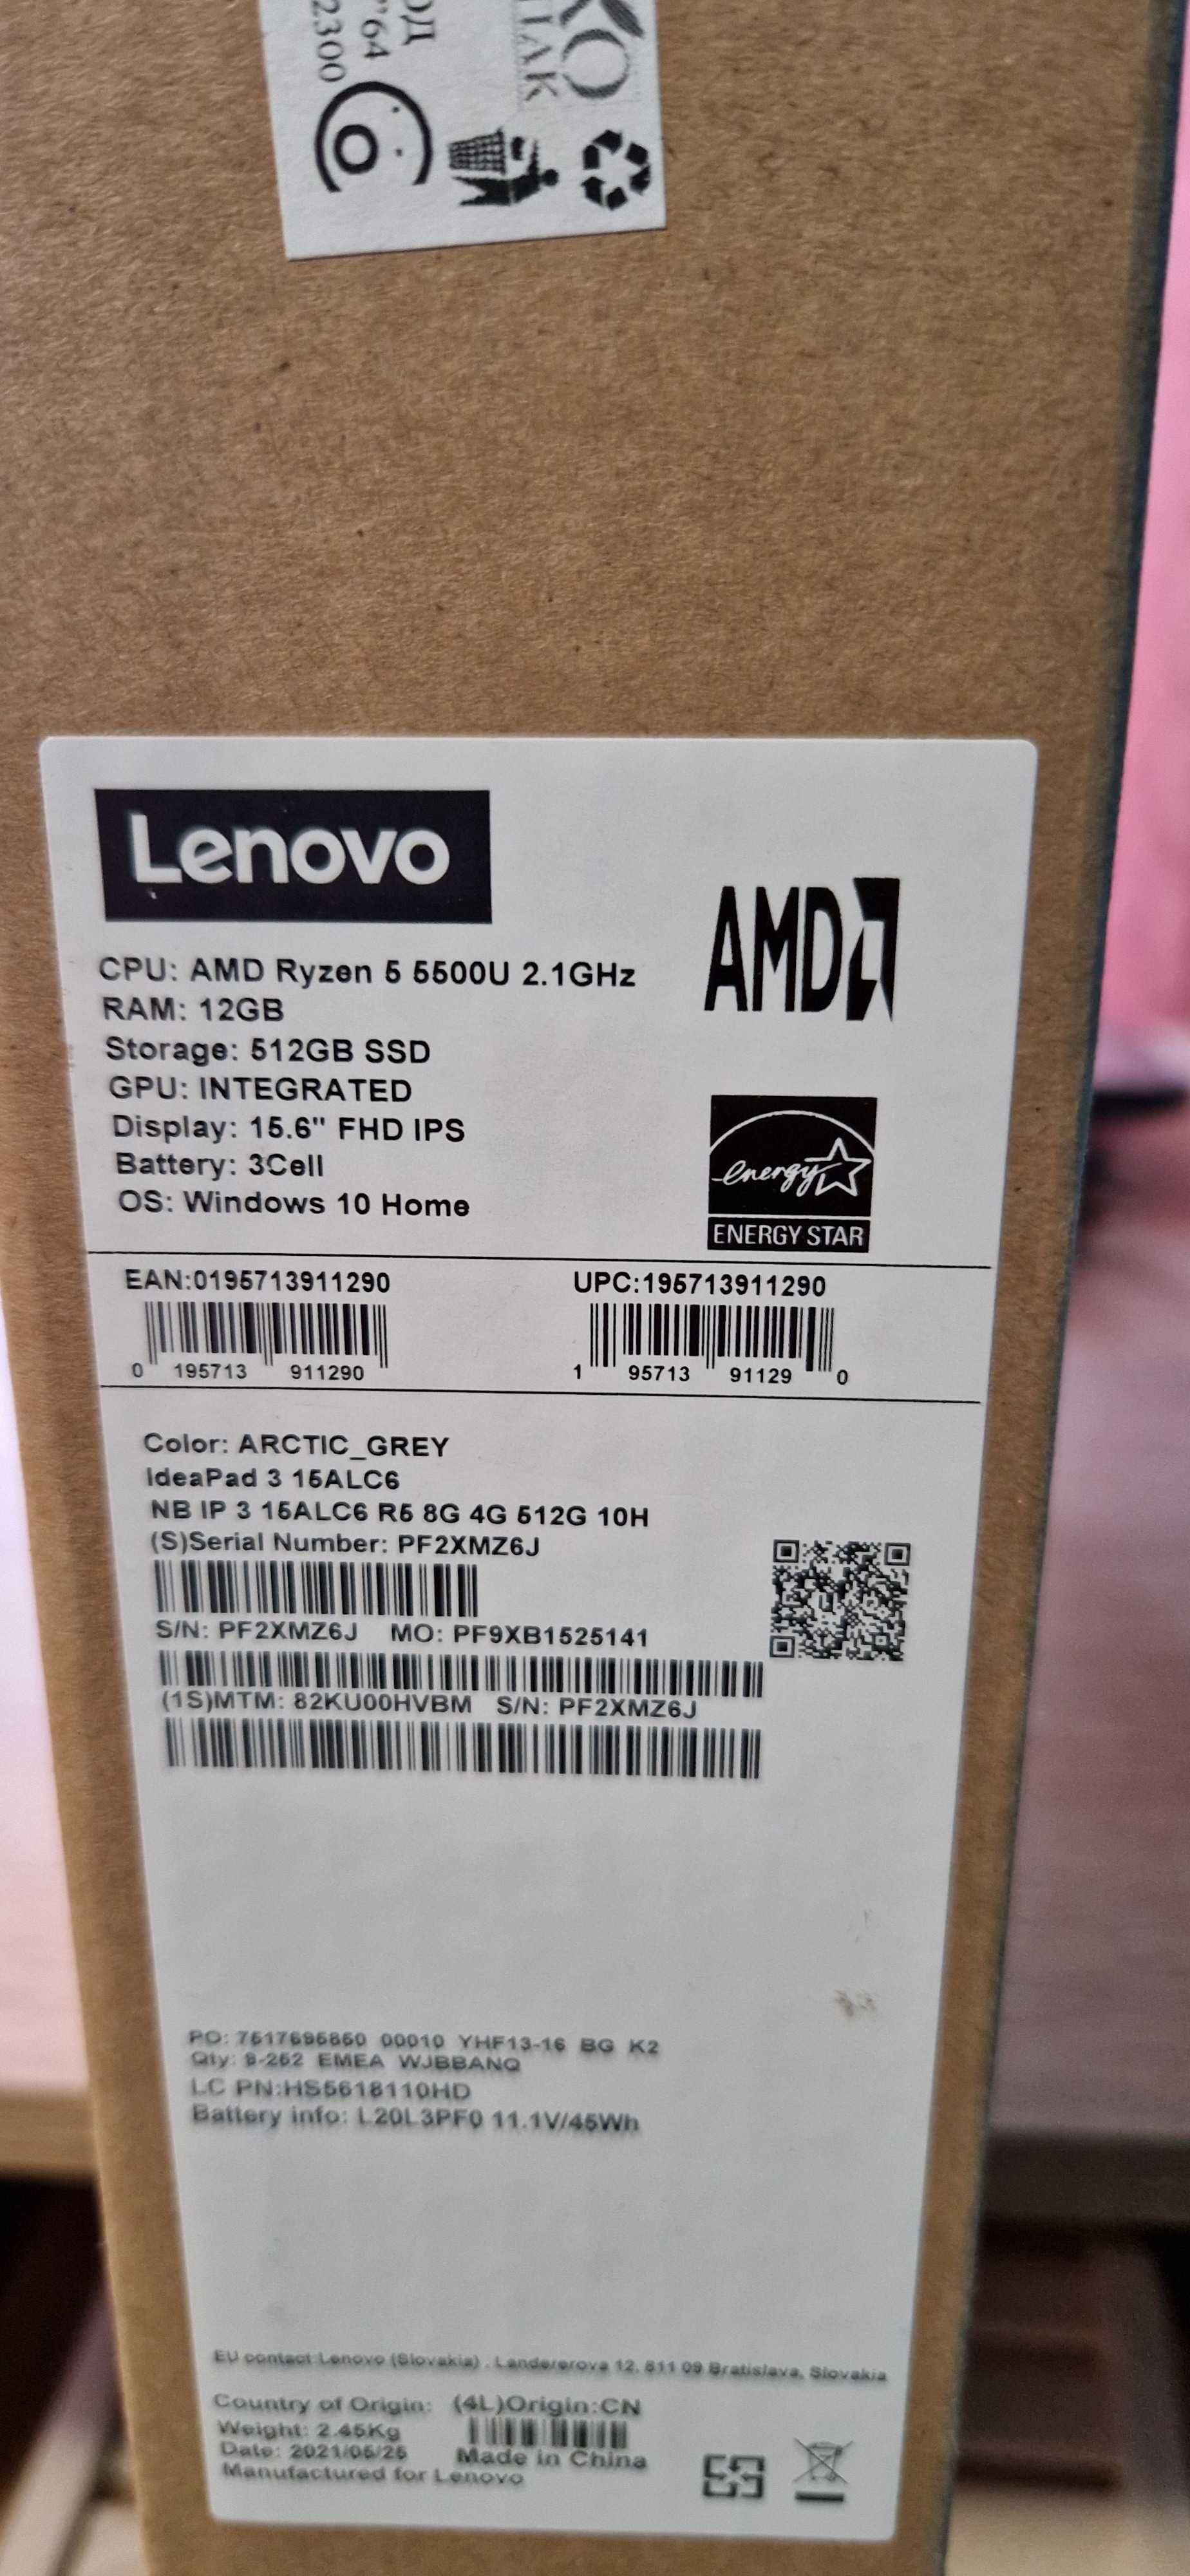 ОД
64
2300
ПАК
Lenovo
AMD
CPU: AMD Ryzen 5 5500U 2.1GHz
RAM: 12GB
Storage: 512GB SSD
GPU: INTEGRATED
Display: 15.6" FHD IPS
Battery: 3Cell
OS: Windows 10 Home
energy
ENERGY STAR
EAN:0195713911290 UPC:195713911290
0 195713 911290 1 95713 91129 0
Color: ARCTIC_GREY
IdeaPad 3 15ALC6
NB IP 3 15ALC6 R5 8G 4G 512G 10H
(S)Serial Number: PF2XMZ6J
S/N: PF2XMZ6J MO: PF9XB1525141
(1S)MTM: 82KU00HVBM S/N: PF2XMZ6J
PO: 7517695850 00010 YHF13-16 BG K2
Qty: 9-252 EMEA WJBBANQ
LC PN:HS5618110HD
Battery info: L20L3PF0 11.1V/45Wh
EU contact:Lenovo (Slovakia) , Landererova 12, 811 09 Bratislava, Slovakia
Country of Origin: (4L)Origin:CN
Weight: 2.45Kg
Date: 2021/05/25 Made in China
Manufactured for Lenovo